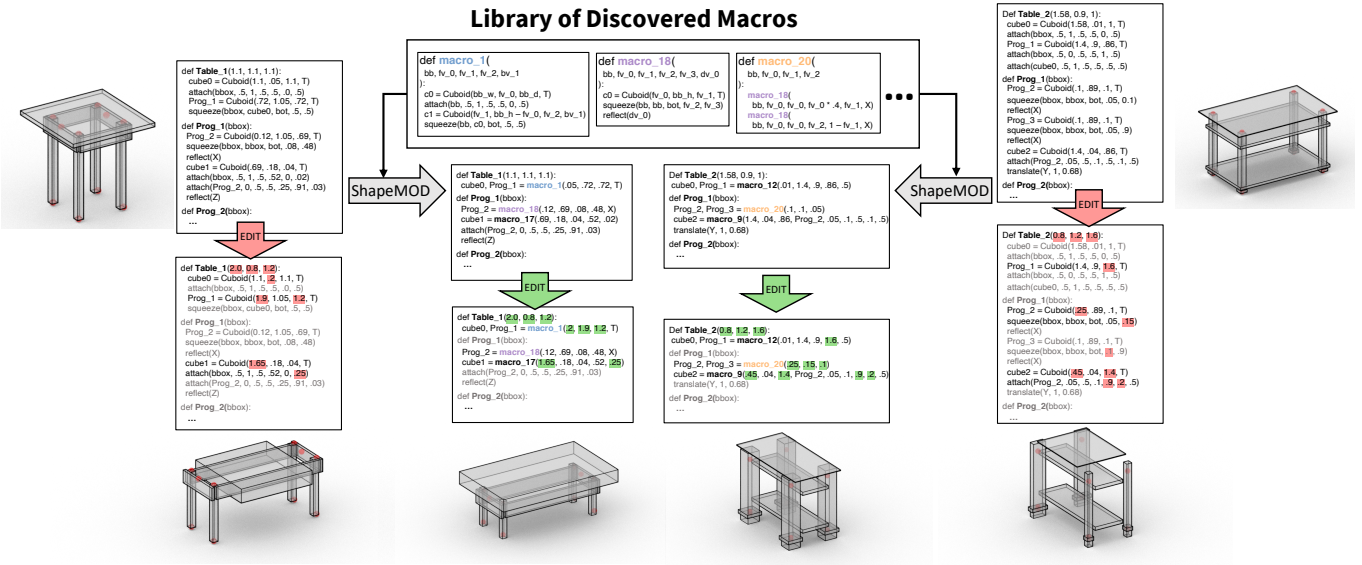 Library of Discovered Macros
def macro_1(
bb, fv_0, fv_1, fv_2, bv_1
):
c0 = Cuboid(bb_w, fv_0, bb_d, T)
attach(bb, .5, 1, .5, .5, 0, .5)
c1 = Cuboid(fv_1, bb_h – fv_0, fv_2, bv_1)
squeeze(bb, c0, bot, .5, .5)
def macro_18(
bb, fv_0, fv_1, fv_2, fv_3, dv_0
):
c0 = Cuboid(fv_0, bb_h, fv_1, T)
squeeze(bb, bb, bot, fv_2, fv_3)
reflect(dv_0)
def macro_20(
bb, fv_0, fv_1, fv_2
):
macro_18(
bb, fv_0, fv_0, fv_0 * .4, fv_1, X)
macro_18(
bb, fv_0, fv_0, fv_2, 1 – fv_1, X)
Def Table_1(1.1, 1.1, 1.1):
cube0 = Cuboid(1.1, .05, 1.1, T)
attach(bbox, .5, 1, .5, .5, .0, .5)
Prog_1 = Cuboid(.72, 1.05, .72, T)
squeeze(bbox, cube0, bot, .5, .5)
def Prog_1(bbox):
Prog_2 = Cuboid(0.12, 1.05, .69, T)
squeeze(bbox, bbox, bot, .08, .48)
reflect(X)
cube1 = Cuboid(.69, .18, .04, T)
attach(bbox, .5, 1, .5, .52, 0, .02)
attach(Prog_2, 0, .5, .5, .25, .91, .03)
reflect(Z)
def Prog_2(bbox):
...
EDIT
def Table_1(2.0, 0.8, 1.2):
cube0 = Cuboid(1.1, .2, 1.1, T)
attach(bbox, .5, 1, .5, .5, .0, .5)
Prog_1 = Cuboid(1.9, 1.05, 1.2, T)
squeeze(bbox, cube0, bot, .5, .5)
def Prog_1(bbox):
Prog_2 = Cuboid(0.12, 1.05, .69, T)
squeeze(bbox, bbox, bot, .08, .48)
reflect(X)
cube1 = Cuboid(1.65, .18, .04, T)
attach(bbox, .5, 1, .5, .52, 0, .25)
attach(Prog_2, 0, .5, .5, .25, .91, .03)
reflect(Z)
def Prog_2(bbox):
...
ShapeMOD
def Table_1(1.1, 1.1, 1.1):
cube0, Prog_1 = macro_1(.05, .72, .72, T)
def Prog_1(bbox):
Prog_2 = macro_18(.12, .69, .08, .48, X)
cube1 = macro_17(.69, .18, .04, .52, .02)
attach(Prog_2, 0, .5, .5, .25, .91, .03)
reflect(Z)
def Prog_2(bbox):
...
EDIT
def Table_1(2.0, 0.8, 1.2):
cube0, Prog_1 = macro_1(.2, 1.9, 1.2, T)
def Prog_1(bbox):
Prog_2 = macro_18(.12, .69, .08, .48, X)
cube1 = macro_17(1.65, .18, .04, .52, .25)
attach(Prog_2, 0, .5, .5, .25, .91, .03)
reflect(Z)
def Prog_2(bbox):
...
def Table_2(1.58, 0.9, 1):
cube0, Prog_1 = macro_12(.01, 1.4, .9, .86, .5)
def Prog_1(bbox):
Prog_2, Prog_3 = macro_20(.1, .1, .05)
cube2 = macro_9(1.4, .04, .86, Prog_2, .05, .1, .5, .1, .5)
translate(Y, 1, 0.68)
def Prog_2(bbox):
...
EDIT
def Table_2(0.8, 1.2, 1.6):
cube0, Prog_1 = macro_12(.01, 1.4, .9, 1.6, .5)
def Prog_1(bbox):
Prog_2, Prog_3 = macro_20(.25, .15, .1)
cube2 = macro_9(.45, .04, 1.4, Prog_2, .05, .1, .9, .2, .5)
translate(Y, 1, 0.68)
def Prog_2(bbox):
...
ShapeMOD
Def Table_2(1.58, 0.9, 1):
cube0 = Cuboid(1.58, .01, 1, T)
attach(bbox, .5, 1, .5, .5, 0, .5)
Prog_1 = Cuboid(1.4, .9, .86, T)
attach(bbox, .5, 0, .5, .5, 1, .5)
attach(cube0, .5, 1, .5, .5, .5, .5)
def Prog_1(bbox):
Prog_2 = Cuboid(.1, .89, .1, T)
squeeze(bbox, bbox, bot, .05, 0.1)
reflect(X)
Prog_3 = Cuboid(.1, .89, .1, T)
squeeze(bbox, bbox, bot, .05, .9)
reflect(X)
cube2 = Cuboid(1.4, .04, .86, T)
attach(Prog_2, .05, .5, .1, .5, .1, .5)
translate(Y, 1, 0.68)
def Prog_2(bbox):
...
EDIT
def Table_2(0.8, 1.2, 1.6):
cube0 = Cuboid(1.58, .01, 1, T)
attach(bbox, .5, 1, .5, .5, 0, .5)
Prog_1 = Cuboid(1.4, .9, 1.6, T)
attach(bbox, .5, 0, .5, .5, 1, .5)
attach(cube0, .5, 1, .5, .5, .5, .5)
def Prog_1(bbox):
Prog_2 = Cuboid(.25, .89, .1, T)
squeeze(bbox, bbox, bot, .05, .15)
reflect(X)
Prog_3 = Cuboid(.1, .89, .1, T)
squeeze(bbox, bbox, bot, .1, .9)
reflect(X)
cube2 = Cuboid(.45, .04, 1.4, T)
attach(Prog_2, .05, .5, .1, .9, .2, .5)
translate(Y, 1, 0.68)
def Prog_2(bbox):
...